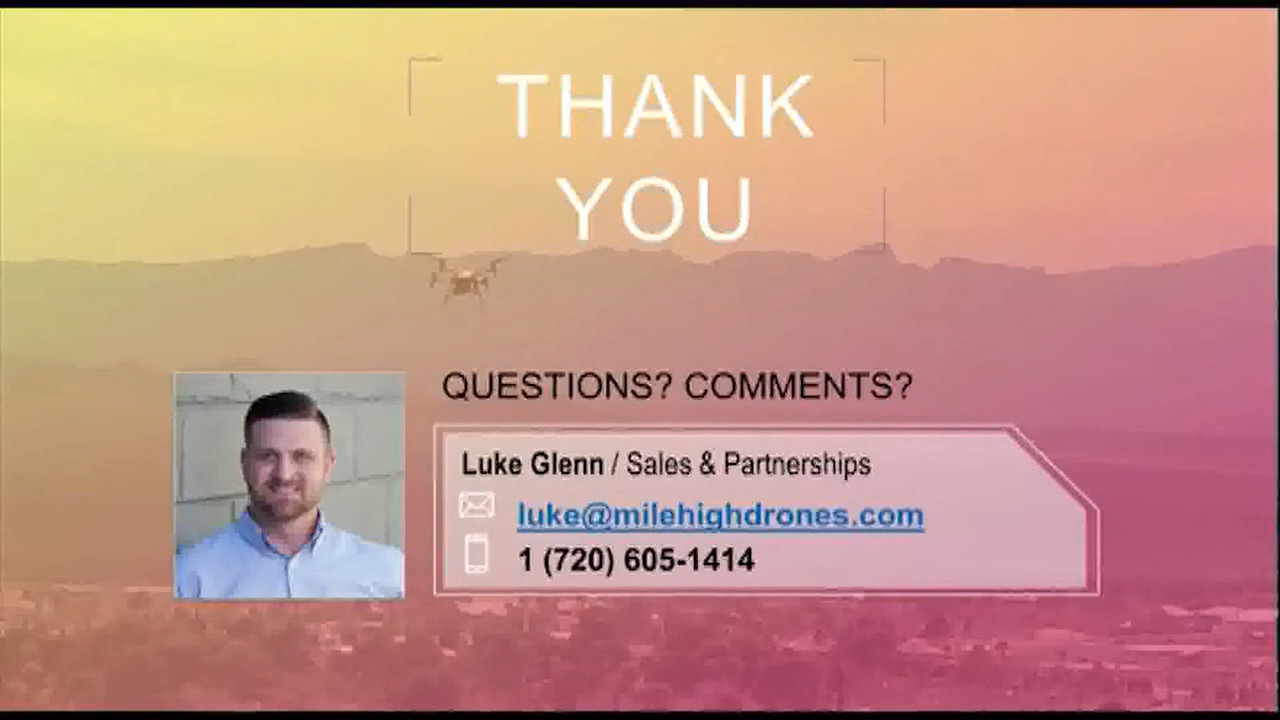 THANK
YOU
QUESTIONS? COMMENTS?
Luke Glenn / Sales & Partnerships
luke@milehighdrones.com
1 (720) 605-1414